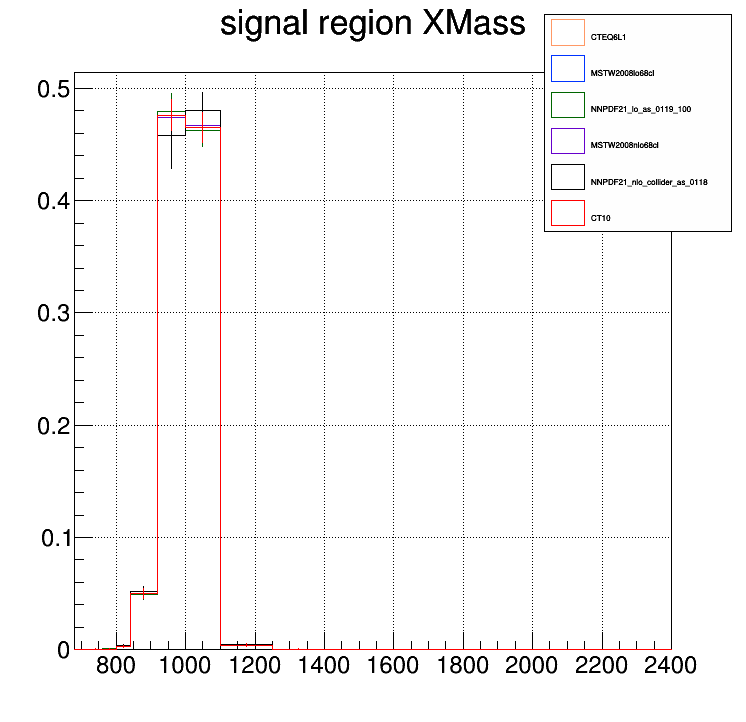 signal region XMass
CTEQ6L1
MSTW2008lo68cl
NNPDF21_lo_as_0119_100
MSTW2008nlo68cl
NNPDF21_nlo_collider_as_0118
CT10
0.5
0.4
0.3
0.2
0.1
0
800 1000 1200 1400 1600 1800 2000 2200 2400